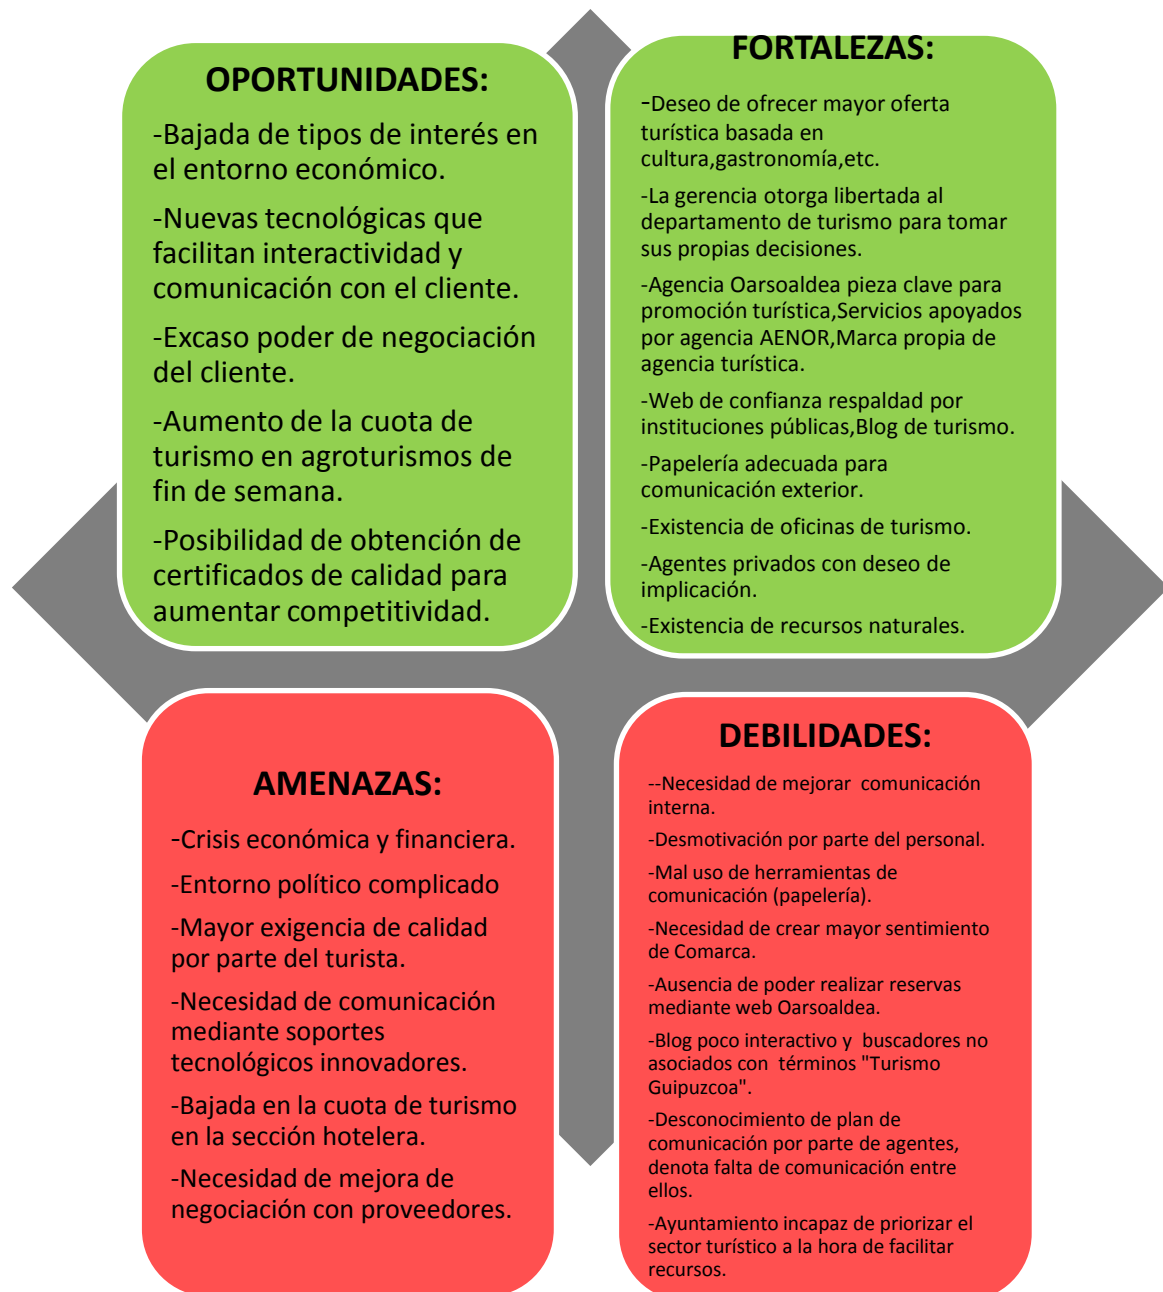 OPORTUNIDADES:
-Bajada de tipos de interés en
el entorno económico.
-Nuevas tecnológicas que
facilitan interactividad y
comunicación con el cliente.
-Excaso poder de negociación
del cliente.
-Aumento de la cuota de
turismo en agroturismos de
fin de semana.
-Posibilidad de obtención de
certificados de calidad para
aumentar competitividad.
FORTALEZAS:
-Deseo de ofrecer mayor oferta
turística basada en
cultura,gastronomía,etc.
-La gerencia otorga libertada al
departamento de turismo para tomar
sus propias decisiones.
-Agencia Oarsoaldea pieza clave para
promoción turística,Servicios apoyados
por agencia AENOR,Marca propia de
agencia turística.
-Web de confianza respaldad por
instituciones públicas,Blog de turismo.
-Papelería adecuada para
comunicación exterior.
-Existencia de oficinas de turismo.
-Agentes privados con deseo de
implicación.
-Existencia de recursos naturales.
AMENAZAS:
-Crisis económica y financiera.
-Entorno político complicado
-Mayor exigencia de calidad
por parte del turista.
-Necesidad de comunicación
mediante soportes
tecnológicos innovadores.
-Bajada en la cuota de turismo
en la sección hotelera.
-Necesidad de mejora de
negociación con proveedores.
DEBILIDADES:
--Necesidad de mejorar comunicación
interna.
-Desmotivación por parte del personal.
-Mal uso de herramientas de
comunicación (papelería).
-Necesidad de crear mayor sentimiento
de Comarca.
-Ausencia de poder realizar reservas
mediante web Oarsoaldea.
-Blog poco interactivo y buscadores no
asociados con términos "Turismo
Guipuzcoa".
-Desconocimiento de plan de
comunicación por parte de agentes,
denota falta de comunicación entre
ellos.
-Ayuntamiento incapaz de priorizar el
sector turístico a la hora de facilitar
recursos.